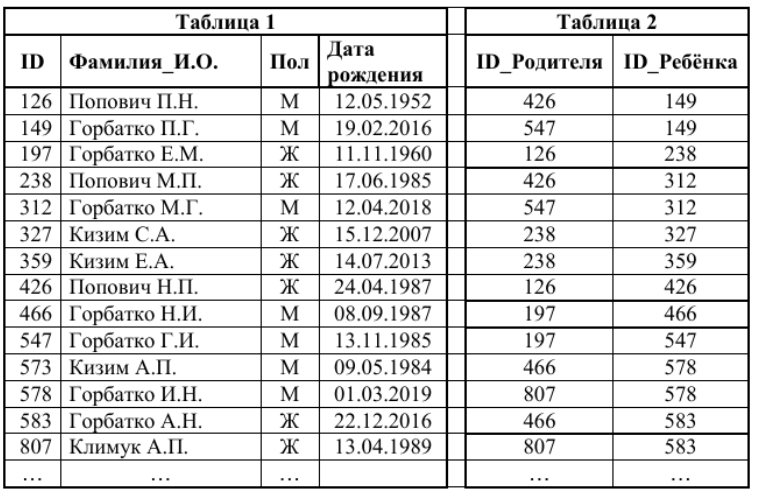 Таблица 1 Таблица 2
ID Фамилия_И.О. Пол Дата рождения ID_Родителя ID_Ребёнка
126 Попович П.Н. М 12.05.1952 426 149
149 Горбатко П.Г. М 19.02.2016 547 149
197 Горбатко Е.М. Ж 11.11.1960 126 238
238 Попович М.П. Ж 17.06.1985 426 312
312 Горбатко М.Г. М 12.04.2018 547 312
327 Кизим С.А. Ж 15.12.2007 238 327
359 Кизим Е.А. Ж 14.07.2013 238 359
426 Попович Н.П. Ж 24.04.1987 126 426
466 Горбатко Н.И. М 08.09.1987 197 466
547 Горбатко Г.И. М 13.11.1985 197 547
573 Кизим А.П. М 09.05.1984 466 578
578 Горбатко И.Н. М 01.03.2019 807 578
583 Горбатко А.Н. Ж 22.12.2016 466 583
807 Климук А.П. Ж 13.04.1989 807 583
… … … … …